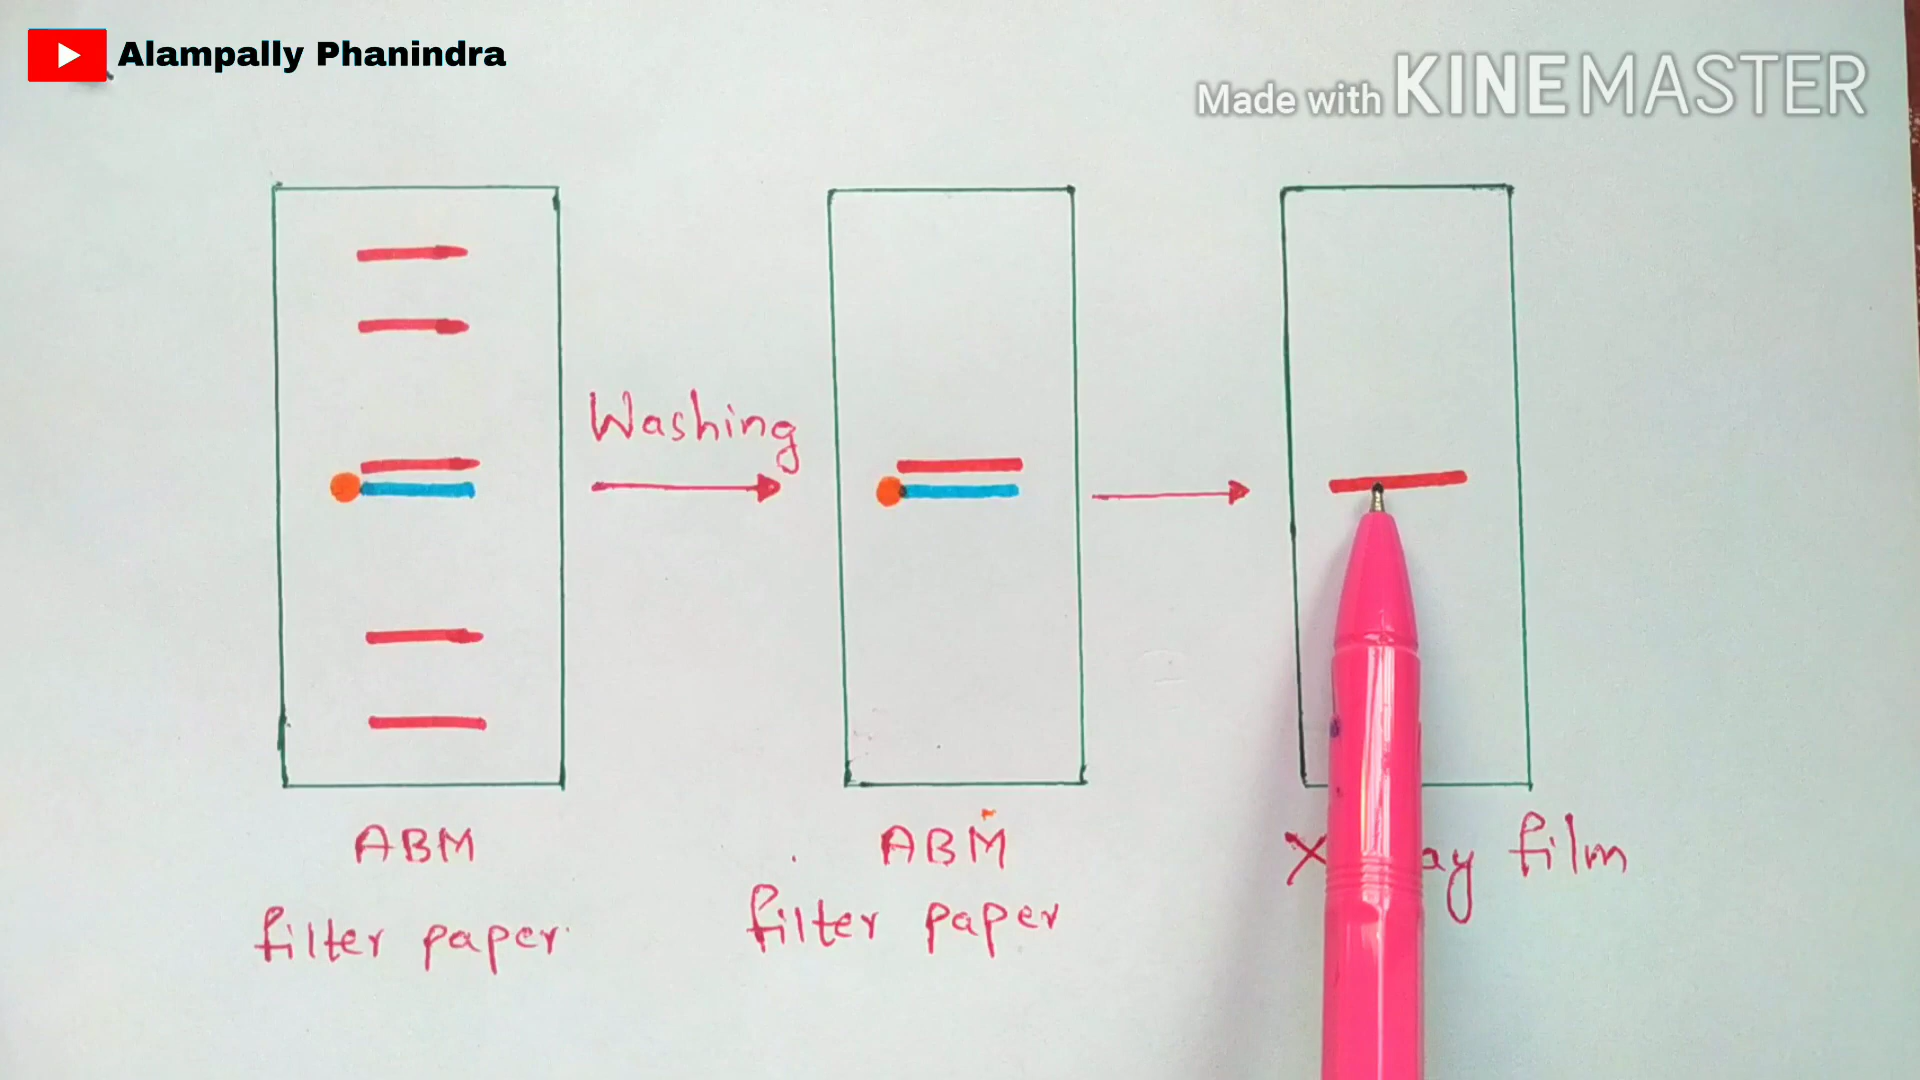 Alampally Phanindra
Made with KINEMASTER
Washing
ABM
filter paper
ABM
filter paper
film